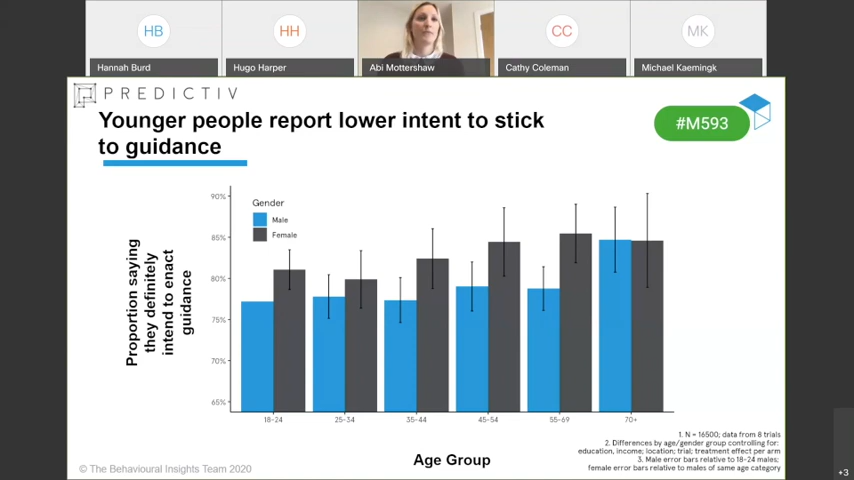 HB
HH
CC
MK
Hannah Burd
Hugo Harper
Abi Mottershaw
Cathy Coleman
Michael Kaemingk
PREDICTIV
Younger people report lower intent to stick
to guidance
#M593
Proportion saying
they definitely
intend to enact
guidance
90%
85%
80%
75%
70%
65%
Gender
Male
Female
18-24
25-34
35-44
45-54
55-69
70+
Age Group
1. N = 16500; data from 8 trials
2. Differences by age/gender group controlling for:
education, income; location; trial; treatment effect per arm
3. Male error bars relative to 18-24 males;
female error bars relative to males of same age category
© The Behavioural Insights Team 2020
+3